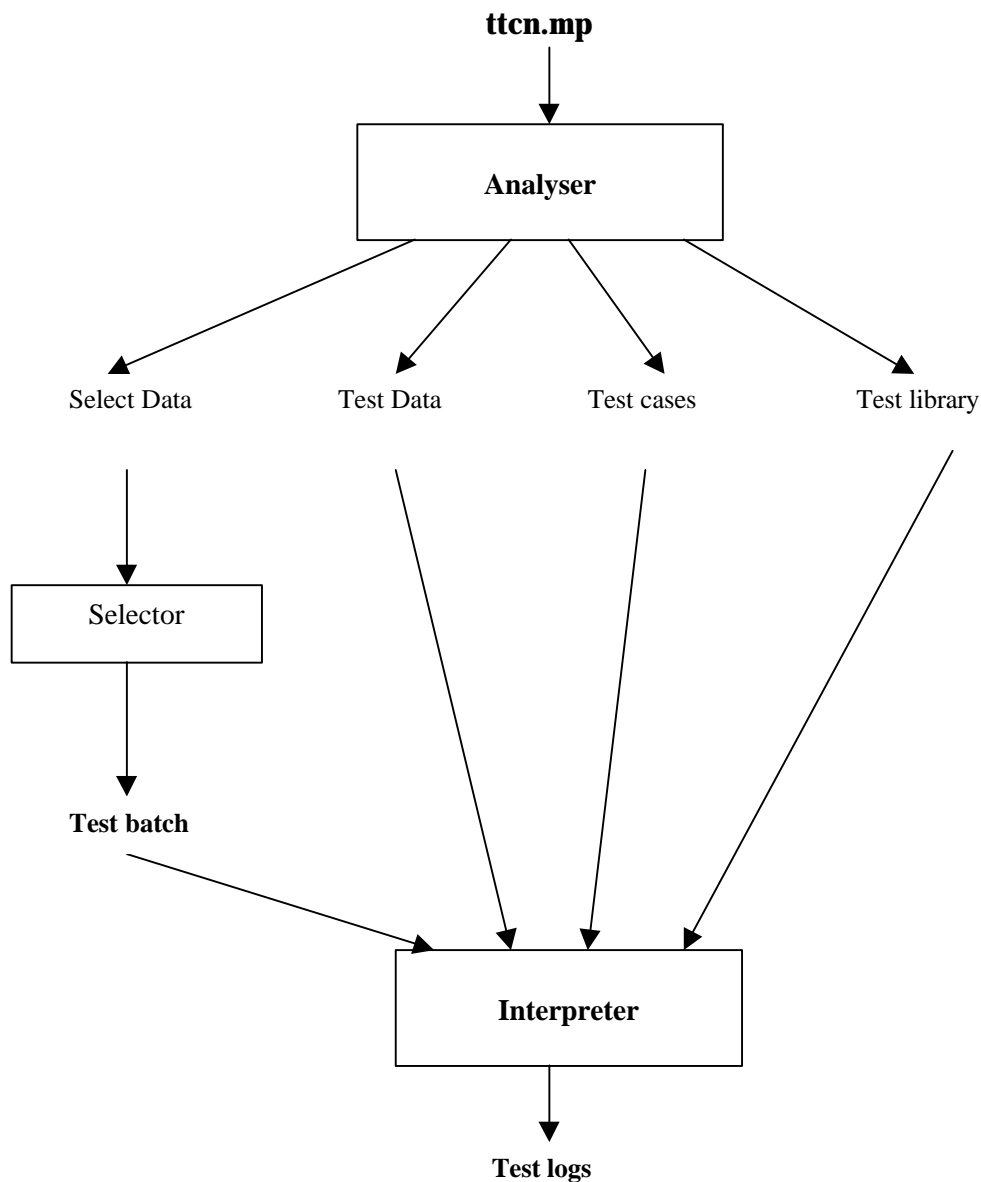 ttcn.mp
Analyser
Select Data
Test Data
Test cases
Test library
Selector
Test batch
Interpreter
Test logs